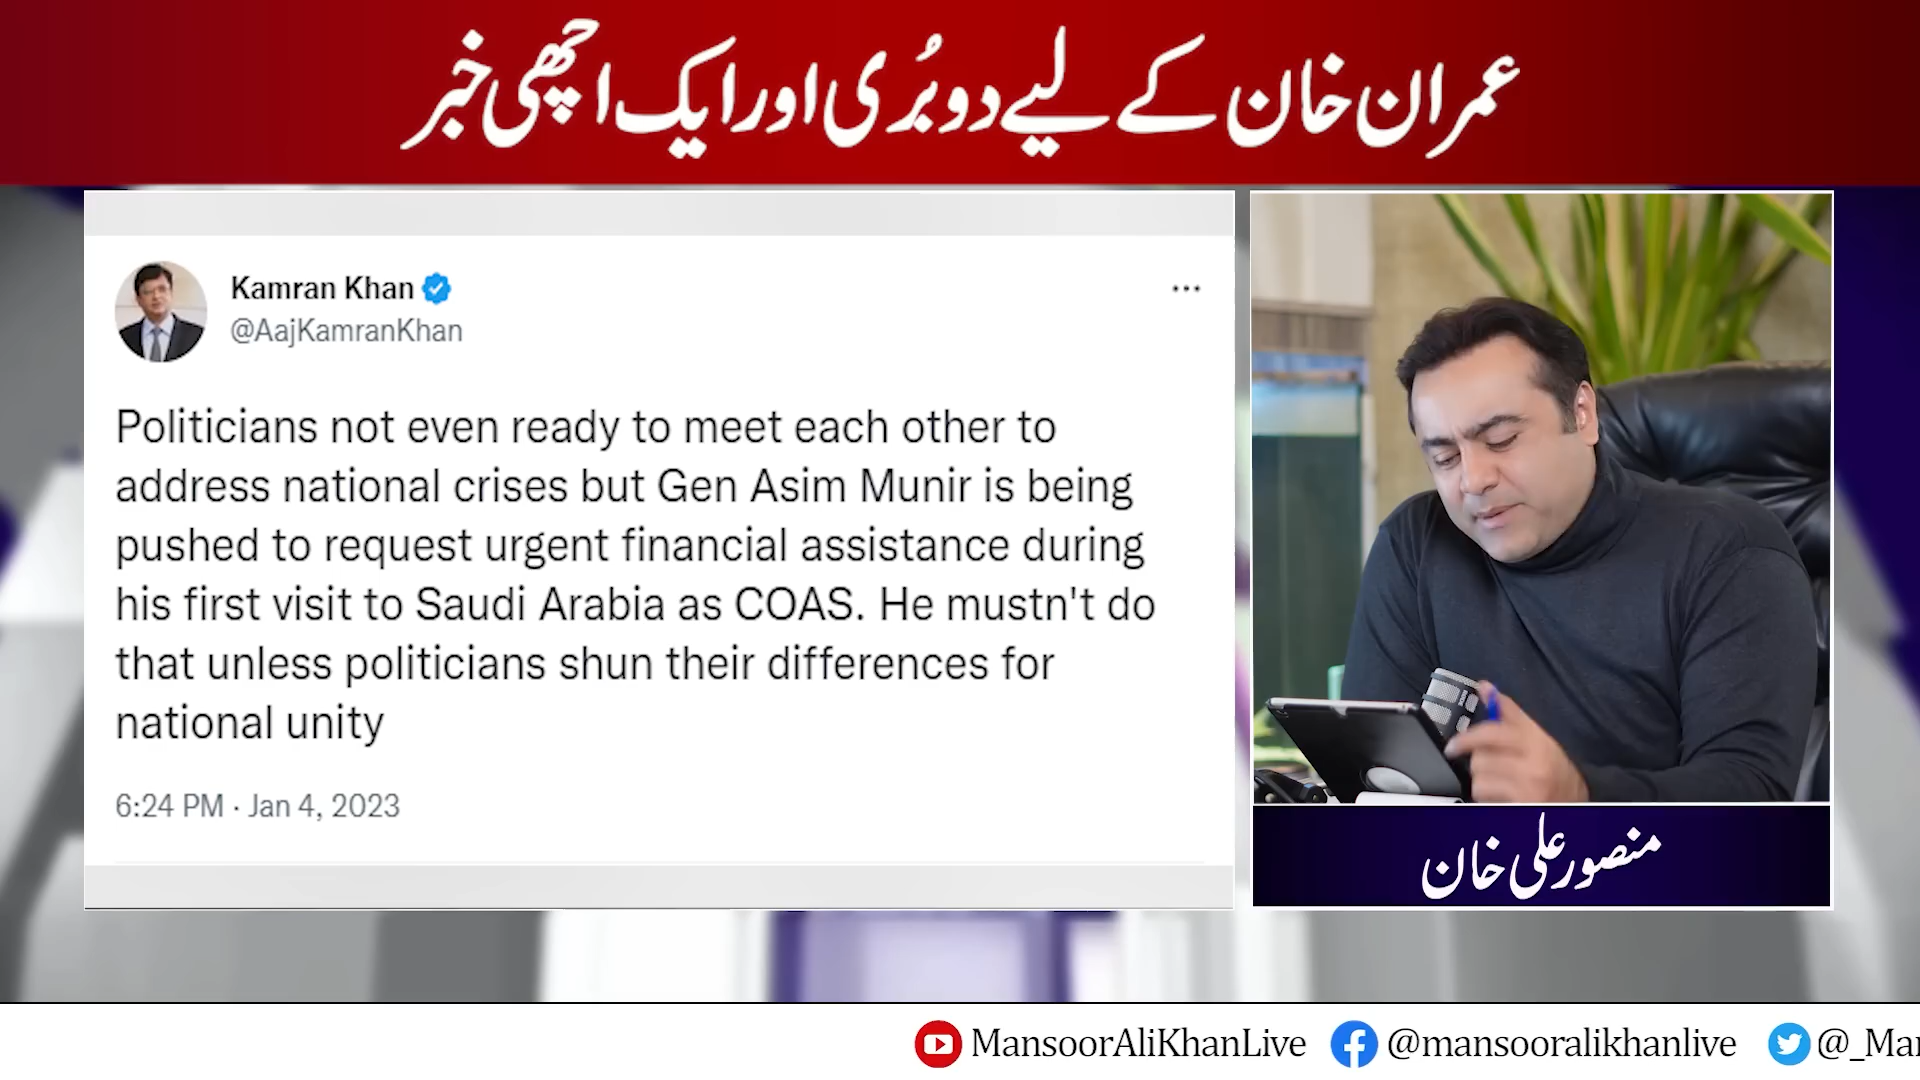 عمران خان کے لیے دو بُری اور ایک اچھی خبر
Kamran Khan
@AajKamranKhan
Politicians not even ready to meet each other to
address national crises but Gen Asim Munir is being
pushed to request urgent financial assistance during
his first visit to Saudi Arabia as COAS. He mustn't do
that unless politicians shun their differences for
national unity
6:24 PM · Jan 4, 2023
منصور علی خان
MansoorAliKhanLive @mansooralikhanlive